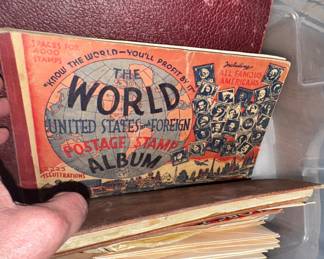 SPACES FOR
4000
STAMPS
"KNOW THE WORLD—YOU'LL PROFIT BY IT"
Including
ALL FAMOUS
AMERICANS
THE
WORLD
UNITED STATES and FOREIGN
POSTAGE STAMP
ALBUM
ILLUSTRATIONS